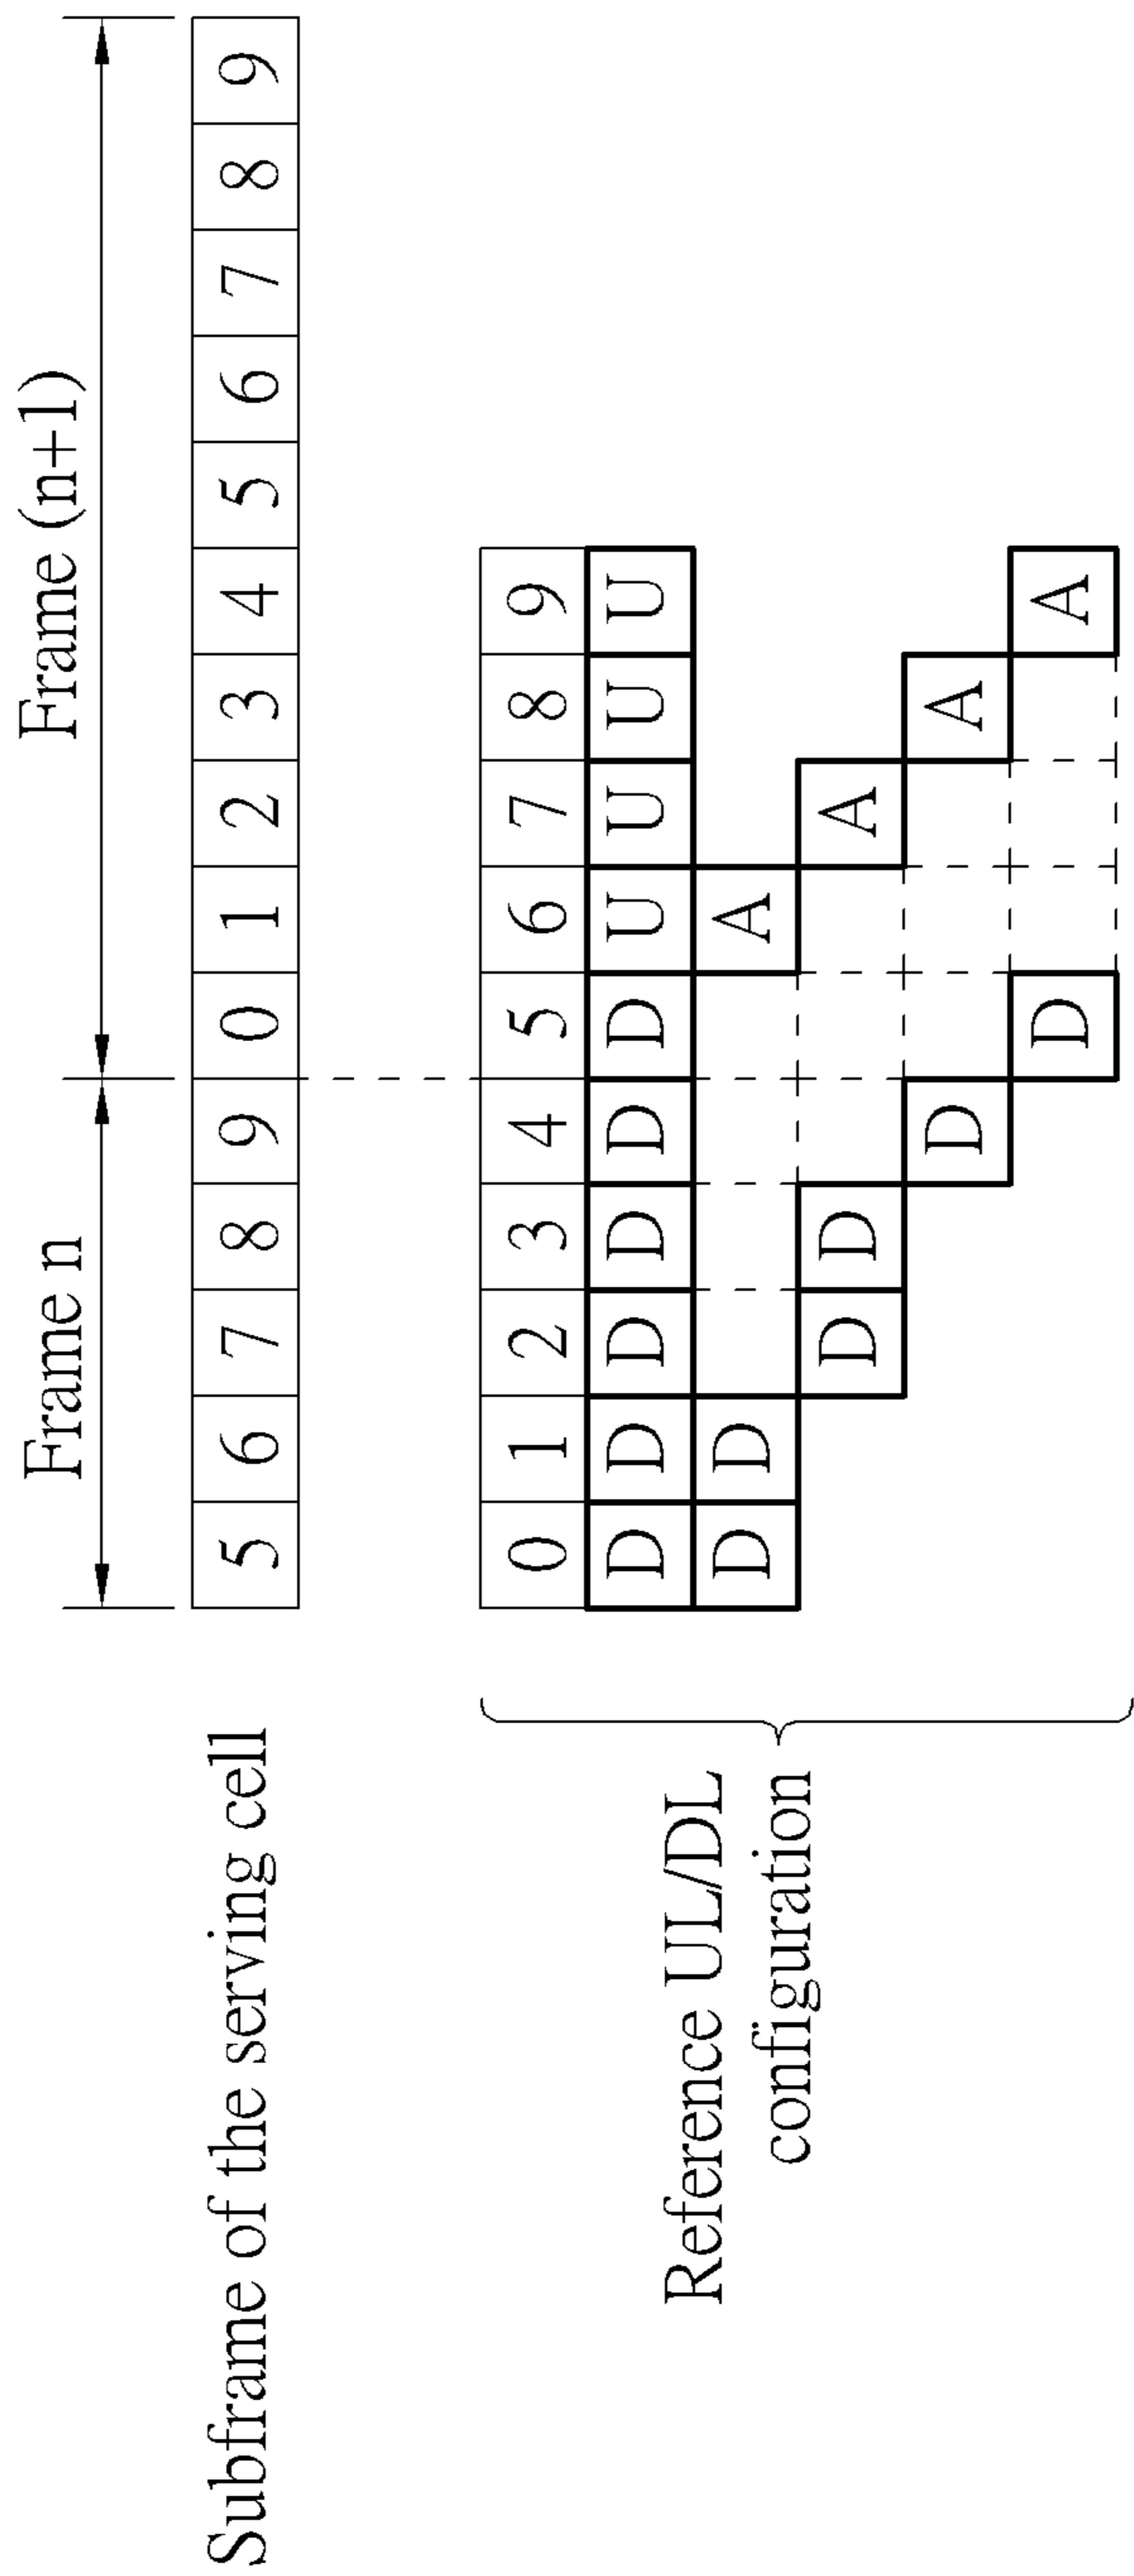 Frame n
Frame (n+1)
Subframe of the serving cell
5 6 7 8 9 0 1 2 3 4 5 6 7 8 9
Reference UL/DL
configuration
0 1 2 3 4 5 6 7 8 9
D D D D D D U U U U
D D A
D D A
D A
D A